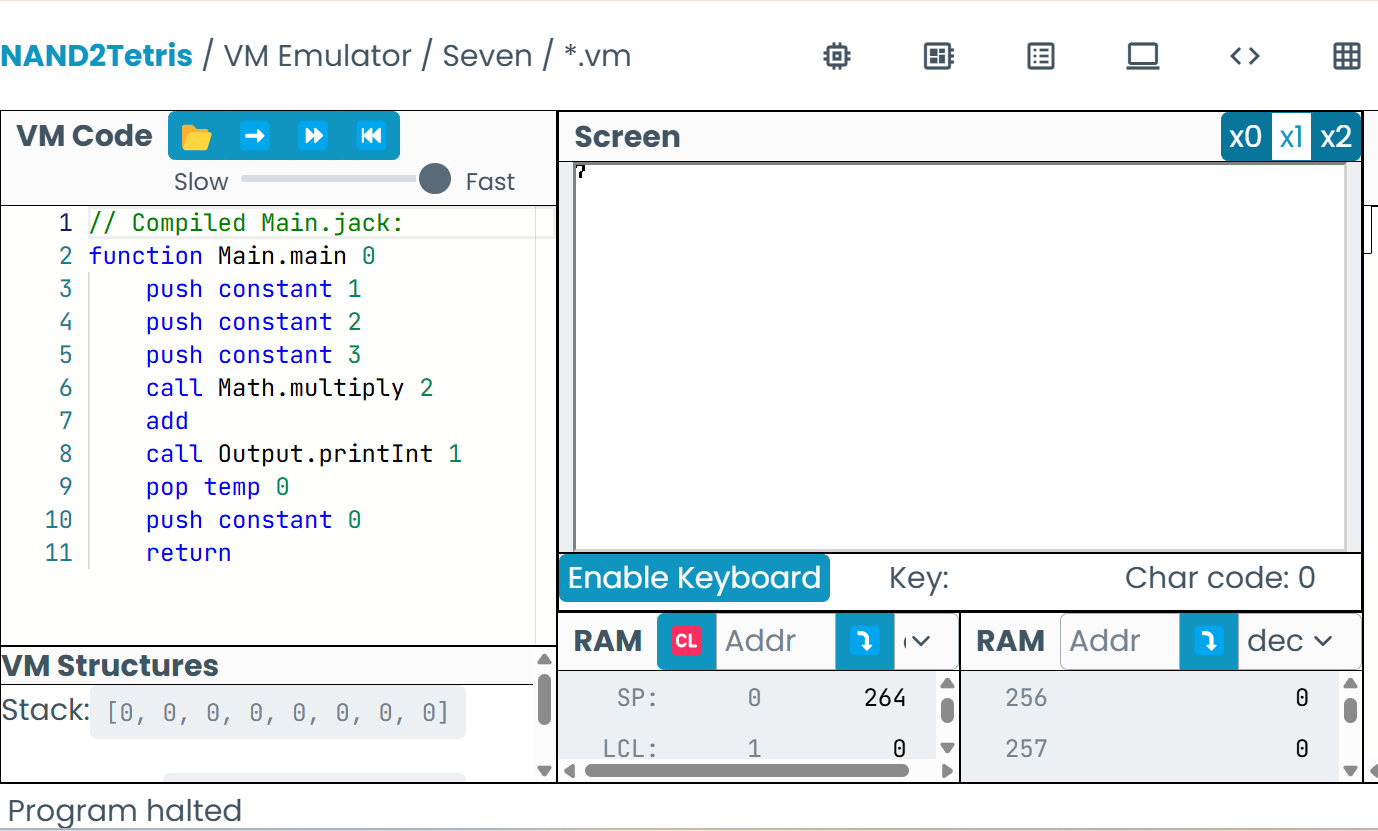 NAND2Tetris / VM Emulator / Seven / *.vm
VM Code
Slow Fast
1 // Compiled Main.jack:
2 function Main.main 0
3 push constant 1
4 push constant 2
5 push constant 3
6 call Math.multiply 2
7 add
8 call Output.printInt 1
9 pop temp 0
10 push constant 0
11 return
VM Structures
Stack: [0, 0, 0, 0, 0, 0, 0, 0]
Screen
x0 x1 x2
7
Enable Keyboard Key: Char code: 0
RAM CL Addr
SP: 0 264
LCL: 1 0
RAM Addr dec
256 0
257 0
Program halted